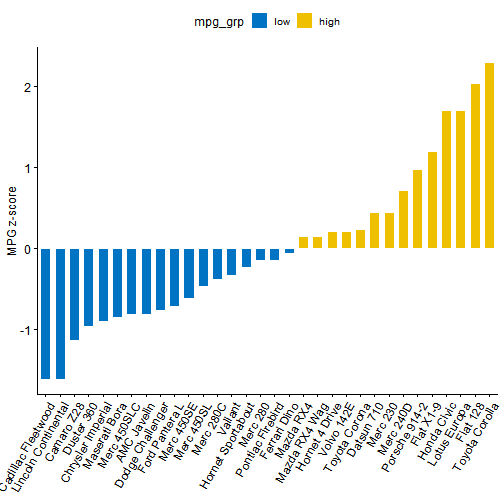 mpg_grp low high
MPG z-score
2
1
0
-1
Cadillac Fleetwood
Lincoln Continental
Camaro Z28
Duster 360
Chrysler Imperial
Maserati Bora
Merc 450SLC
AMC Javelin
Dodge Challenger
Ford Pantera L
Merc 450SE
Merc 450SL
Merc 280C
Valiant
Hornet Sportabout
Merc 280
Pontiac Firebird
Ferrari Dino
Mazda RX4
Mazda RX4 Wag
Hornet 4 Drive
Volvo 142E
Toyota Corona
Datsun 710
Merc 230
Merc 240D
Porsche 914-2
Fiat X1-9
Honda Civic
Lotus Europa
Fiat 128
Toyota Corolla